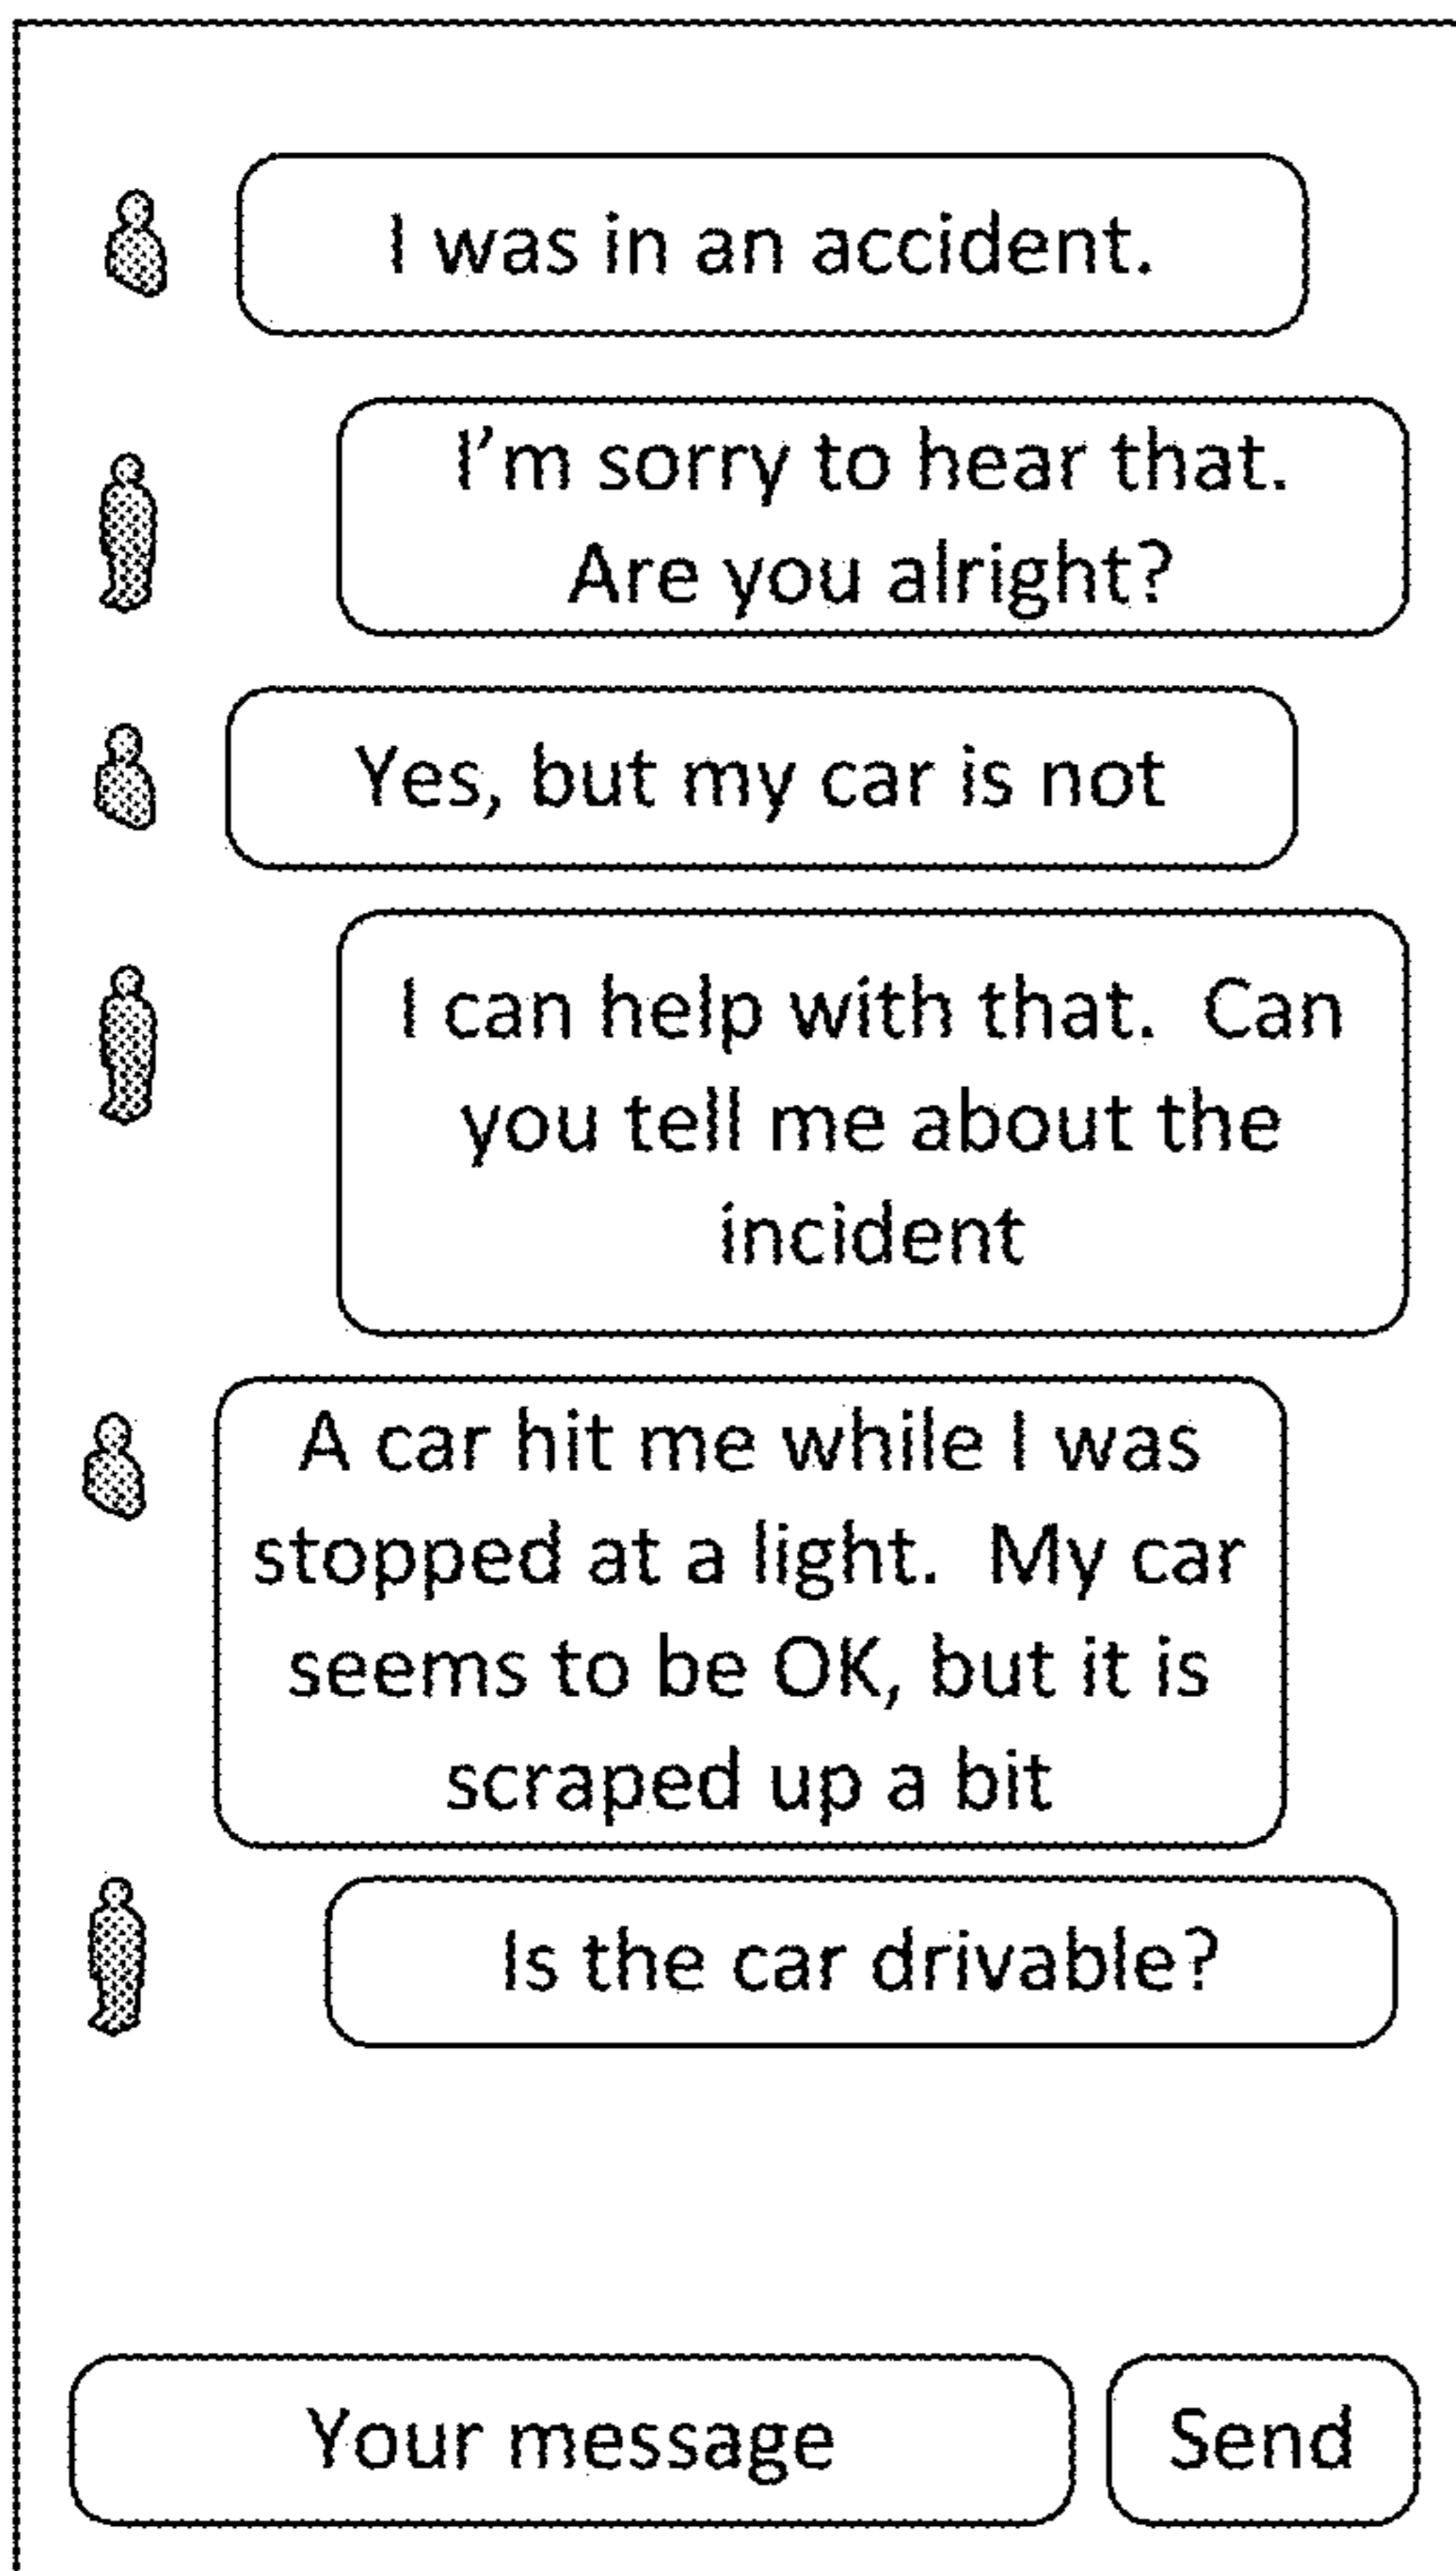 I was in an accident.
I'm sorry to hear that.
Are you alright?
Yes, but my car is not
I can help with that.  Can
you tell me about the
incident
A car hit me while I was
stopped at a light.  My car
seems to be OK, but it is
scraped up a bit
Is the car drivable?
Your message
Send